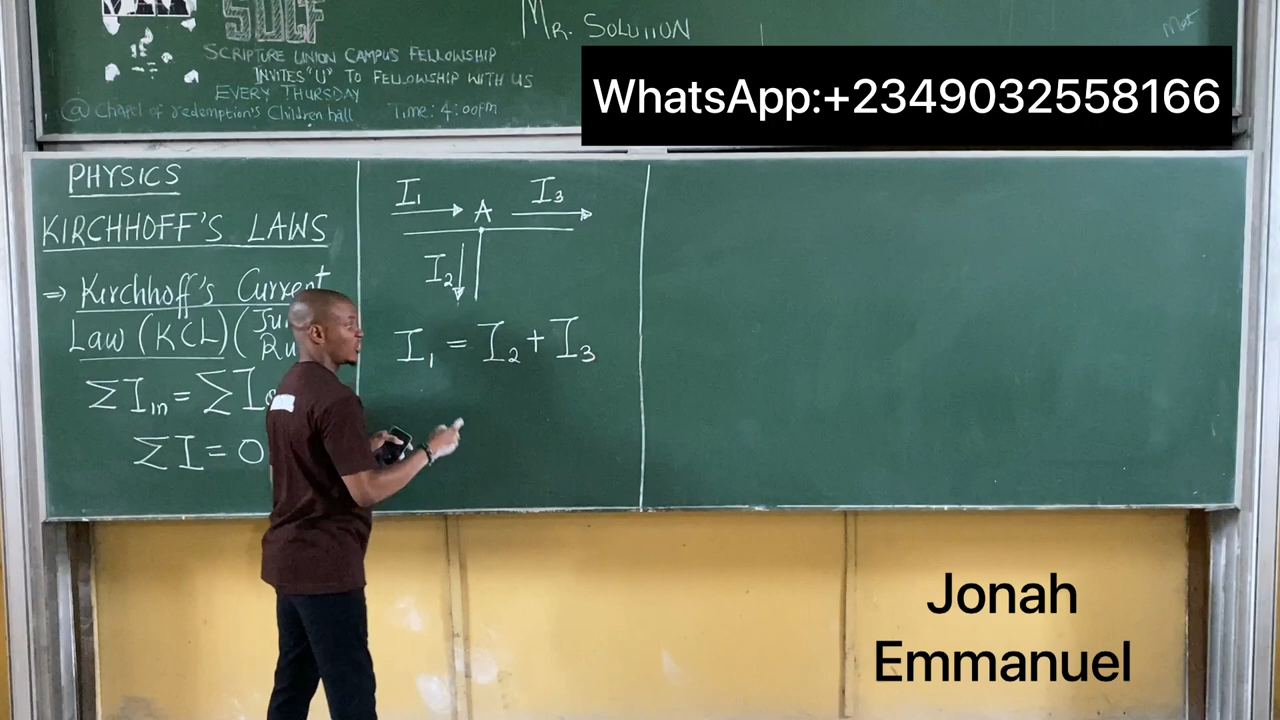 MR. SOLUTION
SCRIPTURE UNION CAMPUS FELLOWSHIP
INVITES "U" TO FELLOWSHIP WITH US
EVERY THURSDAY
@ Chapel of redemption's Children hall Time: 4:00pm
WhatsApp:+2349032558166
PHYSICS
KIRCHHOFF'S LAWS
⇒ Kirchhoff's Current
Law (KCL) (
ΣI_in = ΣI
ΣI = 0
I₁ A I₃
I₂
I₁ = I₂ + I₃
Jonah
Emmanuel